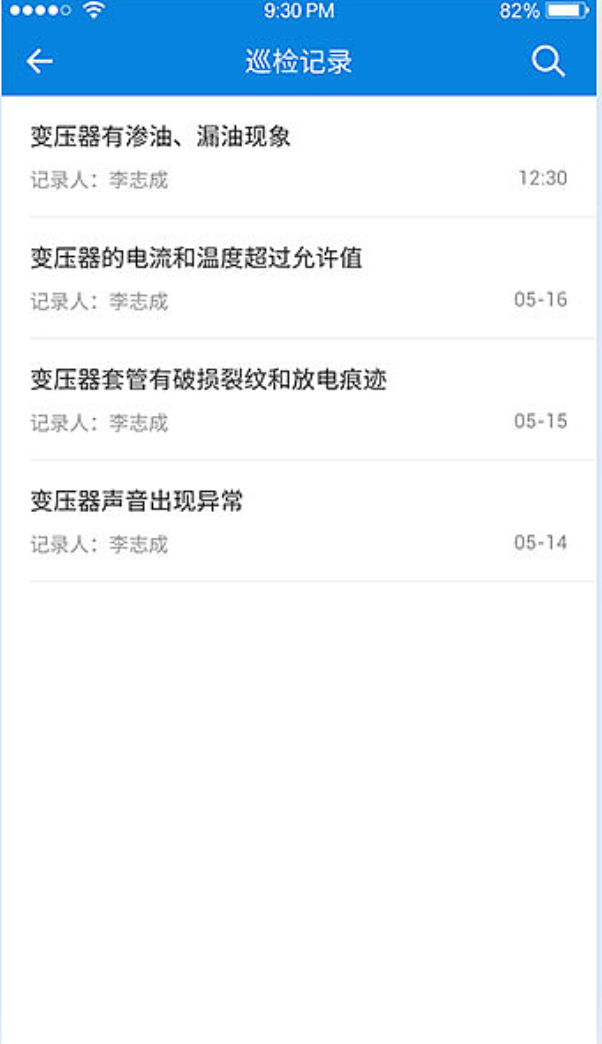 9:30 PM 82%
巡检记录
变压器有渗油、漏油现象
记录人：李志成 12:30
变压器的电流和温度超过允许值
记录人：李志成 05-16
变压器套管有破损裂纹和放电痕迹
记录人：李志成 05-15
变压器声音出现异常
记录人：李志成 05-14